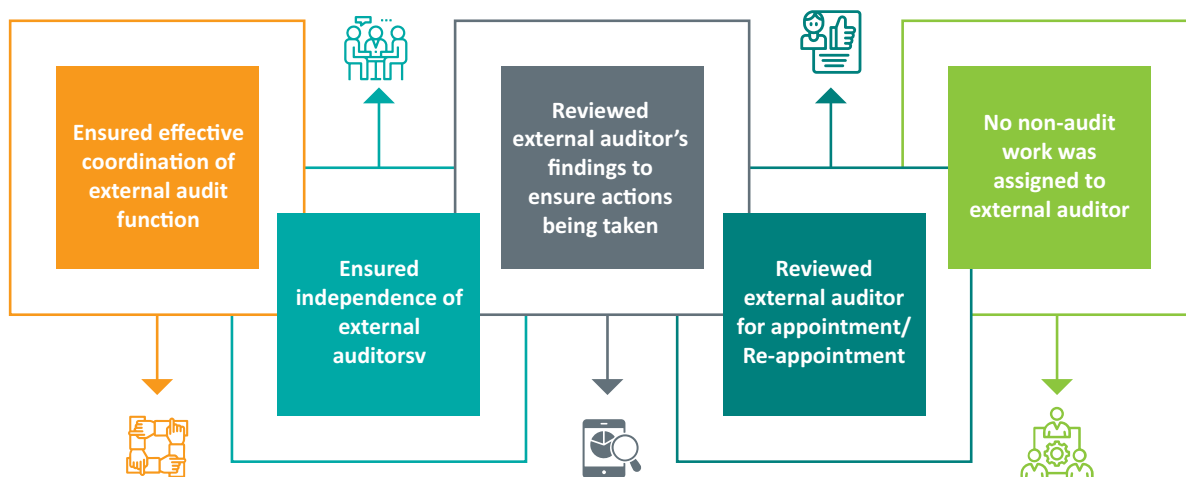 Ensured effective
coordination of
external audit
function
Ensured
independence of
external
auditorsv
Reviewed
external auditor’s
findings to
ensure actions
being taken
Reviewed
external auditor
for appointment/
Re-appointment
No non-audit
work was
assigned to
external auditor